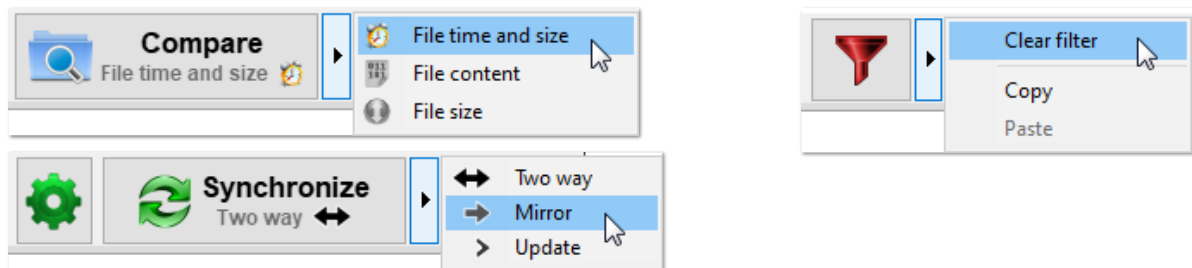 Compare
File time and size
File time and size
File content
File size
Clear filter
Copy
Paste
Synchronize
Two way
Two way
Mirror
Update